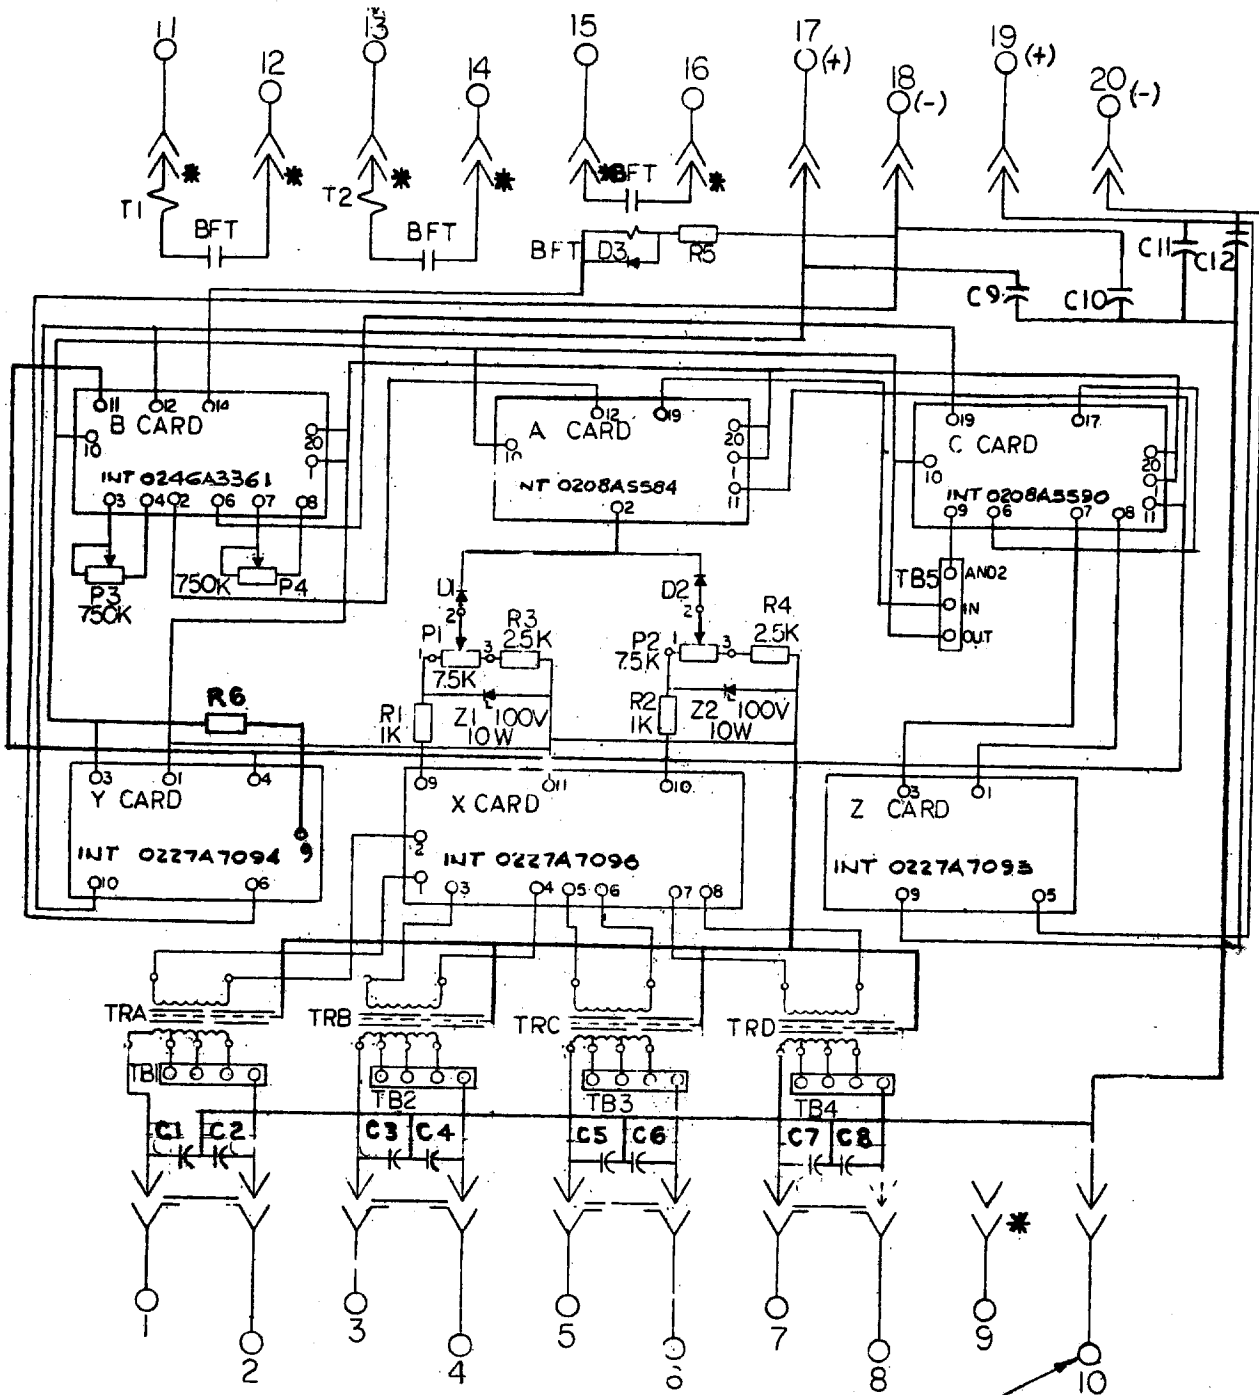 11
12
13
14
15
16
17 (+)
18 (-)
19 (+)
20 (-)
*
*
*
*
*
*
T1
BFT
T2
BFT
BFT
BFT
D3
R5
C9
C10
C11
C12
11
12
14
10
B CARD
20
1
INT 0246A3361
3
4
2
6
7
8
P3
750K
750K
P4
12
19
10
A CARD
20
1
11
NT 0208A5584
2
19
17
10
C CARD
20
1
11
INT 0208A5590
9
6
7
8
TB5
AND2
IN
OUT
D1
2
P1
1
3
7.5K
R3
2.5K
R1
1K
Z1 100V
10W
D2
2
P2
7.5K
1
3
R4
2.5K
R2
1K
Z2 100V
10W
R6
3
1
4
Y CARD
9
INT 0227A7094
10
6
9
11
10
X CARD
2
1
INT 0227A7096
3
4
5
6
7
8
3
1
Z CARD
INT 0227A7093
9
5
TRA
TRB
TRC
TRD
TB1
TB2
TB3
TB4
C1
C2
C3
C4
C5
C6
C7
C8
*
1
2
3
4
5
6
7
8
9
10